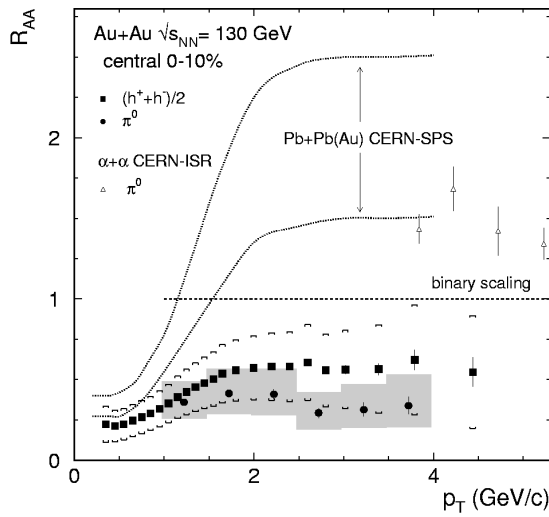 R_AA
Au+Au √s_NN= 130 GeV
central 0-10%
(h⁺+h⁻)/2
π⁰
α+α CERN-ISR
π⁰
Pb+Pb(Au) CERN-SPS
binary scaling
2
1
0
0
2
4
p_T (GeV/c)